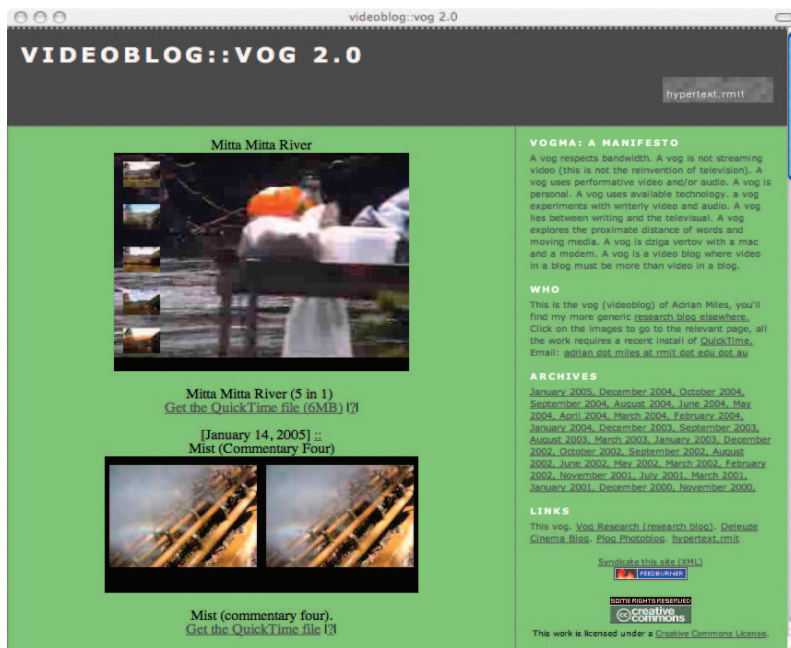 videoblog::vog 2.0
VIDEOBLOG::VOG 2.0
hypertext.rmit
Mitta Mitta River
Mitta Mitta River (5 in 1)
Get the QuickTime file (6MB) |?|
[January 14, 2005] ::
Mist (Commentary Four)
Mist (commentary four).
Get the QuickTime file |?|
VOGMA: A MANIFESTO
A vog respects bandwidth. A vog is not streaming
video (this is not the reinvention of television). A
vog uses performative video and/or audio. A vog is
personal. A vog uses available technology. a vog
experiments with writerly video and audio. A vog
lies between writing and the televisual. A vog
explores the proximate distance of words and
moving media. A vog is dziga vertov with a mac
and a modem. A vog is a video blog where video
in a blog must be more than video in a blog.
WHO
This is the vog (videoblog) of Adrian Miles, you'll
find my more generic research blog elsewhere.
Click on the images to go to the relevant page, all
the work requires a recent install of QuickTime.
Email: adrian dot miles at rmit dot edu dot au
ARCHIVES
January 2005, December 2004, October 2004,
September 2004, August 2004, June 2004, May
2004, April 2004, March 2004, February 2004,
January 2004, December 2003, September 2003,
August 2003, March 2003, January 2003, December
2002, October 2002, September 2002, August
2002, June 2002, May 2002, March 2002, February
2002, November 2001, July 2001, March 2001,
January 2001, December 2000, November 2000,
LINKS
This vog. Vog Research (research blog). Deleuze
Cinema Blog. Plog Photoblog. hypertext.rmit
Syndicate this site (XML)
FEEDBURNER
SOME RIGHTS RESERVED
creative
commons
This work is licensed under a Creative Commons License.